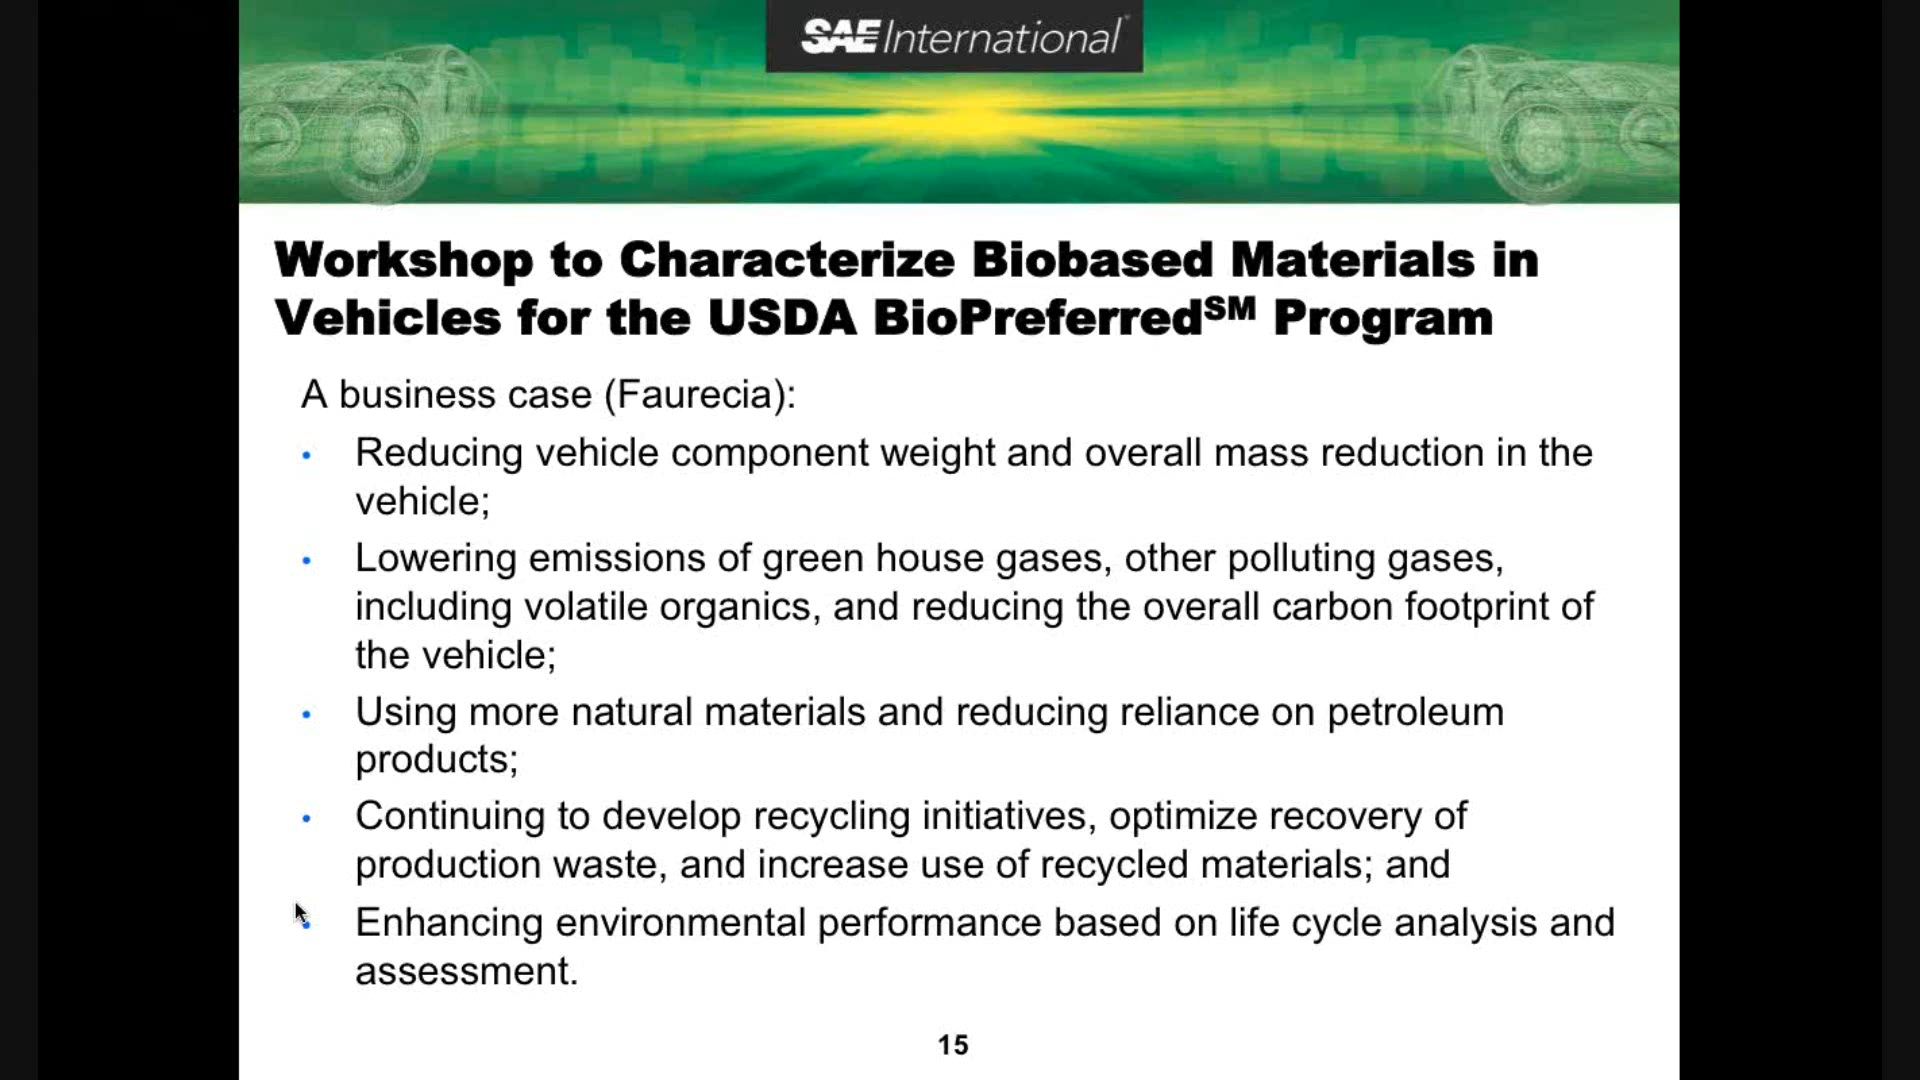 SAE International
Workshop to Characterize Biobased Materials in
Vehicles for the USDA BioPreferredSM Program
A business case (Faurecia):
• Reducing vehicle component weight and overall mass reduction in the
vehicle;
• Lowering emissions of green house gases, other polluting gases,
including volatile organics, and reducing the overall carbon footprint of
the vehicle;
• Using more natural materials and reducing reliance on petroleum
products;
• Continuing to develop recycling initiatives, optimize recovery of
production waste, and increase use of recycled materials; and
• Enhancing environmental performance based on life cycle analysis and
assessment.
15